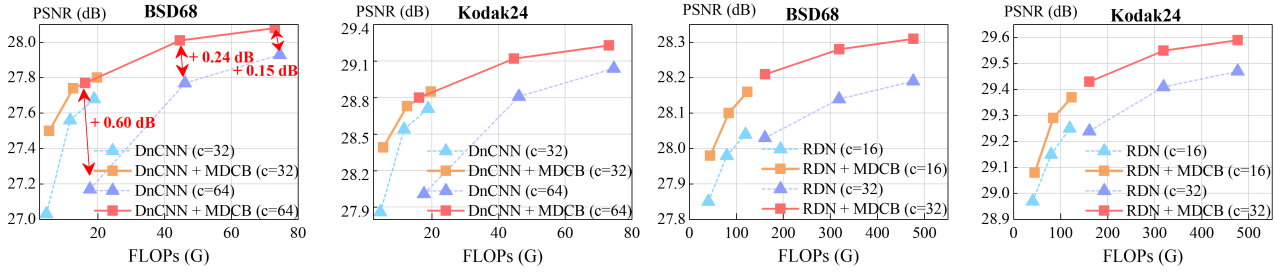 PSNR (dB)
BSD68
28.0
27.8
27.6
27.4
27.2
27.0
+ 0.24 dB
+ 0.15 dB
+ 0.60 dB
DnCNN (c=32)
DnCNN + MDCB (c=32)
DnCNN (c=64)
DnCNN + MDCB (c=64)
0
20
40
60
80
FLOPs (G)
PSNR (dB)
Kodak24
29.4
29.1
28.8
28.5
28.2
27.9
DnCNN (c=32)
DnCNN + MDCB (c=32)
DnCNN (c=64)
DnCNN + MDCB (c=64)
0
20
40
60
80
FLOPs (G)
PSNR (dB)
BSD68
28.3
28.2
28.1
28.0
27.9
27.8
RDN (c=16)
RDN + MDCB (c=16)
RDN (c=32)
RDN + MDCB (c=32)
0
100
200
300
400
500
FLOPs (G)
PSNR (dB)
Kodak24
29.6
29.5
29.4
29.3
29.2
29.1
29.0
28.9
RDN (c=16)
RDN + MDCB (c=16)
RDN (c=32)
RDN + MDCB (c=32)
0
100
200
300
400
500
FLOPs (G)